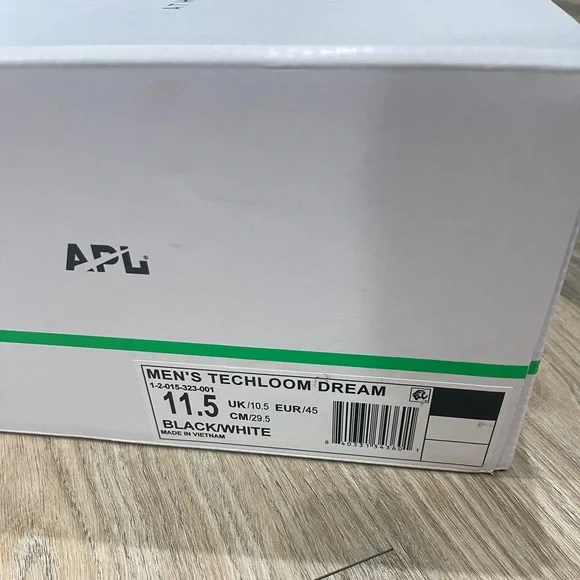 APL
MEN'S TECHLOOM DREAM
1-2-015-323-001
11.5 UK/10.5 EUR/45
CM/29.5
BLACK/WHITE
MADE IN VIETNAM